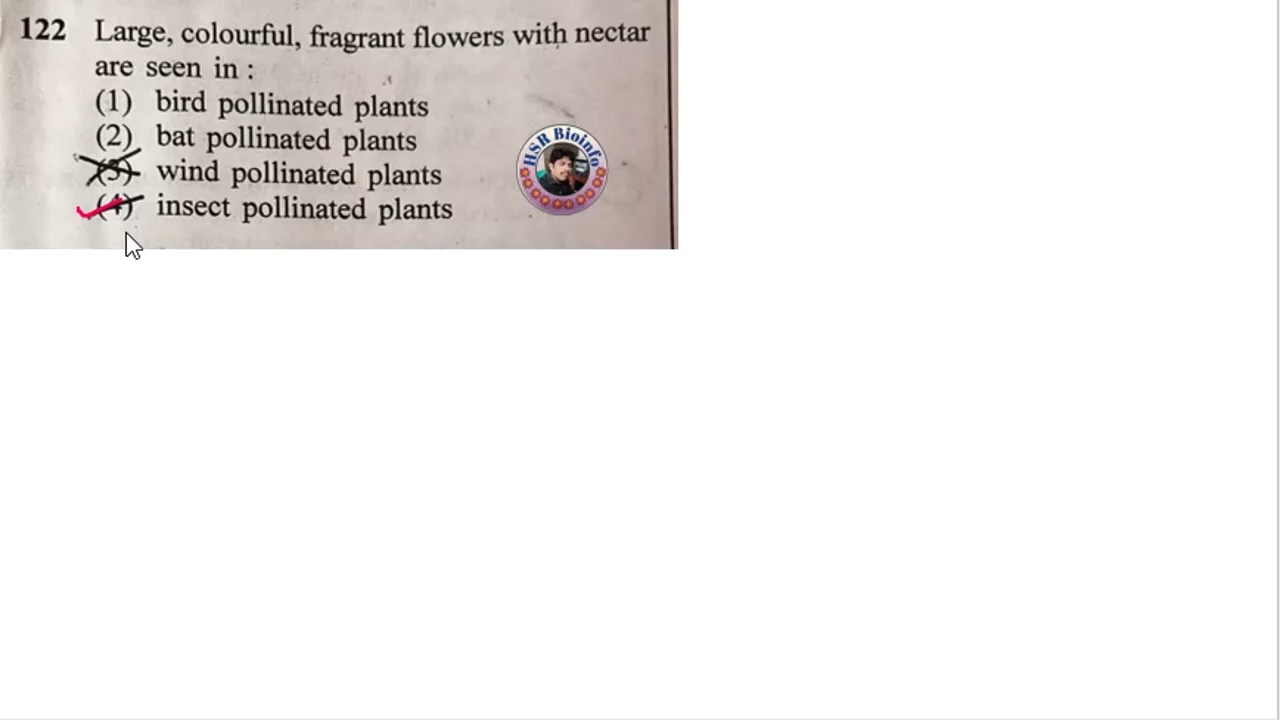 122 Large, colourful, fragrant flowers with nectar
are seen in :
(1) bird pollinated plants
(2) bat pollinated plants
(3) wind pollinated plants
(4) insect pollinated plants
HSR Bioinfo